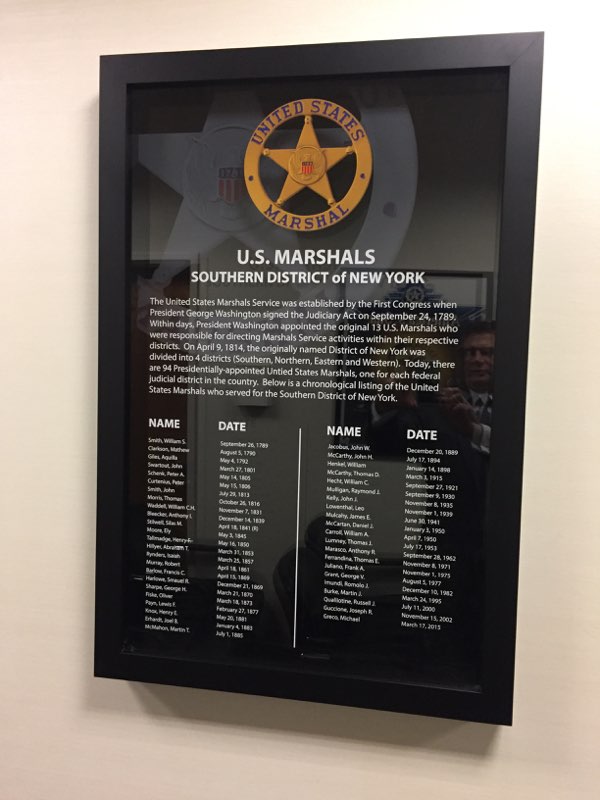 UNITED STATES
MARSHAL
U.S. MARSHALS
SOUTHERN DISTRICT of NEW YORK
The United States Marshals Service was established by the First Congress when
President George Washington signed the Judiciary Act on September 24, 1789.
Within days, President Washington appointed the original 13 U.S. Marshals who
were responsible for directing Marshals Service activities within their respective
districts. On April 9, 1814, the originally named District of New York was
divided into 4 districts (Southern, Northern, Eastern and Western). Today, there
are 94 Presidentially-appointed Untied States Marshals, one for each federal
judicial district in the country. Below is a chronological listing of the United
States Marshals who served for the Southern District of New York.
NAME DATE
Smith, William S. September 26, 1789
Clarkson, Mathew August 5, 1790
Giles, Aquilla May 4, 1792
Swartout, John March 27, 1801
Schenk, Peter A. May 14, 1805
Curtenius, Peter May 15, 1806
Smith, John July 29, 1813
Morris, Thomas October 26, 1816
Waddell, William C.H. November 7, 1831
Bleecker, Anthony I. December 14, 1839
Stilwell, Silas M. April 18, 1841 (R)
Moore, Ely May 3, 1845
Tallmadge, Henry F. May 16, 1850
Hillyer, Abraham T. March 31, 1853
Rynders, Isaiah March 25, 1857
Murray, Robert April 18, 1861
Barlow, Francis C. April 15, 1869
Harlowe, Smauel R. December 21, 1869
Sharpe, George H. March 21, 1870
Fiske, Oliver March 18, 1873
Payn, Lewis F. February 27, 1877
Knox, Henry E. May 20, 1881
Erhardt, Joel B. January 4, 1883
McMahon, Martin T. July 1, 1885
NAME DATE
Jacobus, John W. December 20, 1889
McCarthy, John H. July 17, 1894
Henkel, William January 14, 1898
McCarthy, Thomas D. March 3, 1915
Hecht, William C. September 27, 1921
Mulligan, Raymond J. September 9, 1930
Kelly, John J. November 8, 1935
Lowenthal, Leo November 1, 1939
Mulcahy, James E. June 30, 1941
McCartan, Daniel J. April 3, 1950
Carroll, William A. April 7, 1950
Lumney, Thomas J. July 17, 1953
Marasco, Anthony R. September 28, 1962
Ferrandina, Thomas E. November 8, 1971
Juliano, Frank A. November 1, 1975
Grant, George V. August 5, 1977
Imundi, Romolo J. December 10, 1982
Burke, Martin J. March 24, 1995
Qualliotine, Russell J. July 11, 2000
Guccione, Joseph R. November 15, 2002
Greco, Michael March 17, 2015